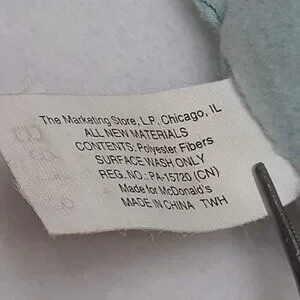 The Marketing Store, L.P., Chicago, IL
ALL NEW MATERIALS
CONTENTS: Polyester Fibers
SURFACE WASH ONLY
REG. NO.: PA-15720 (CN)
Made for McDonald's
MADE IN CHINA TWH